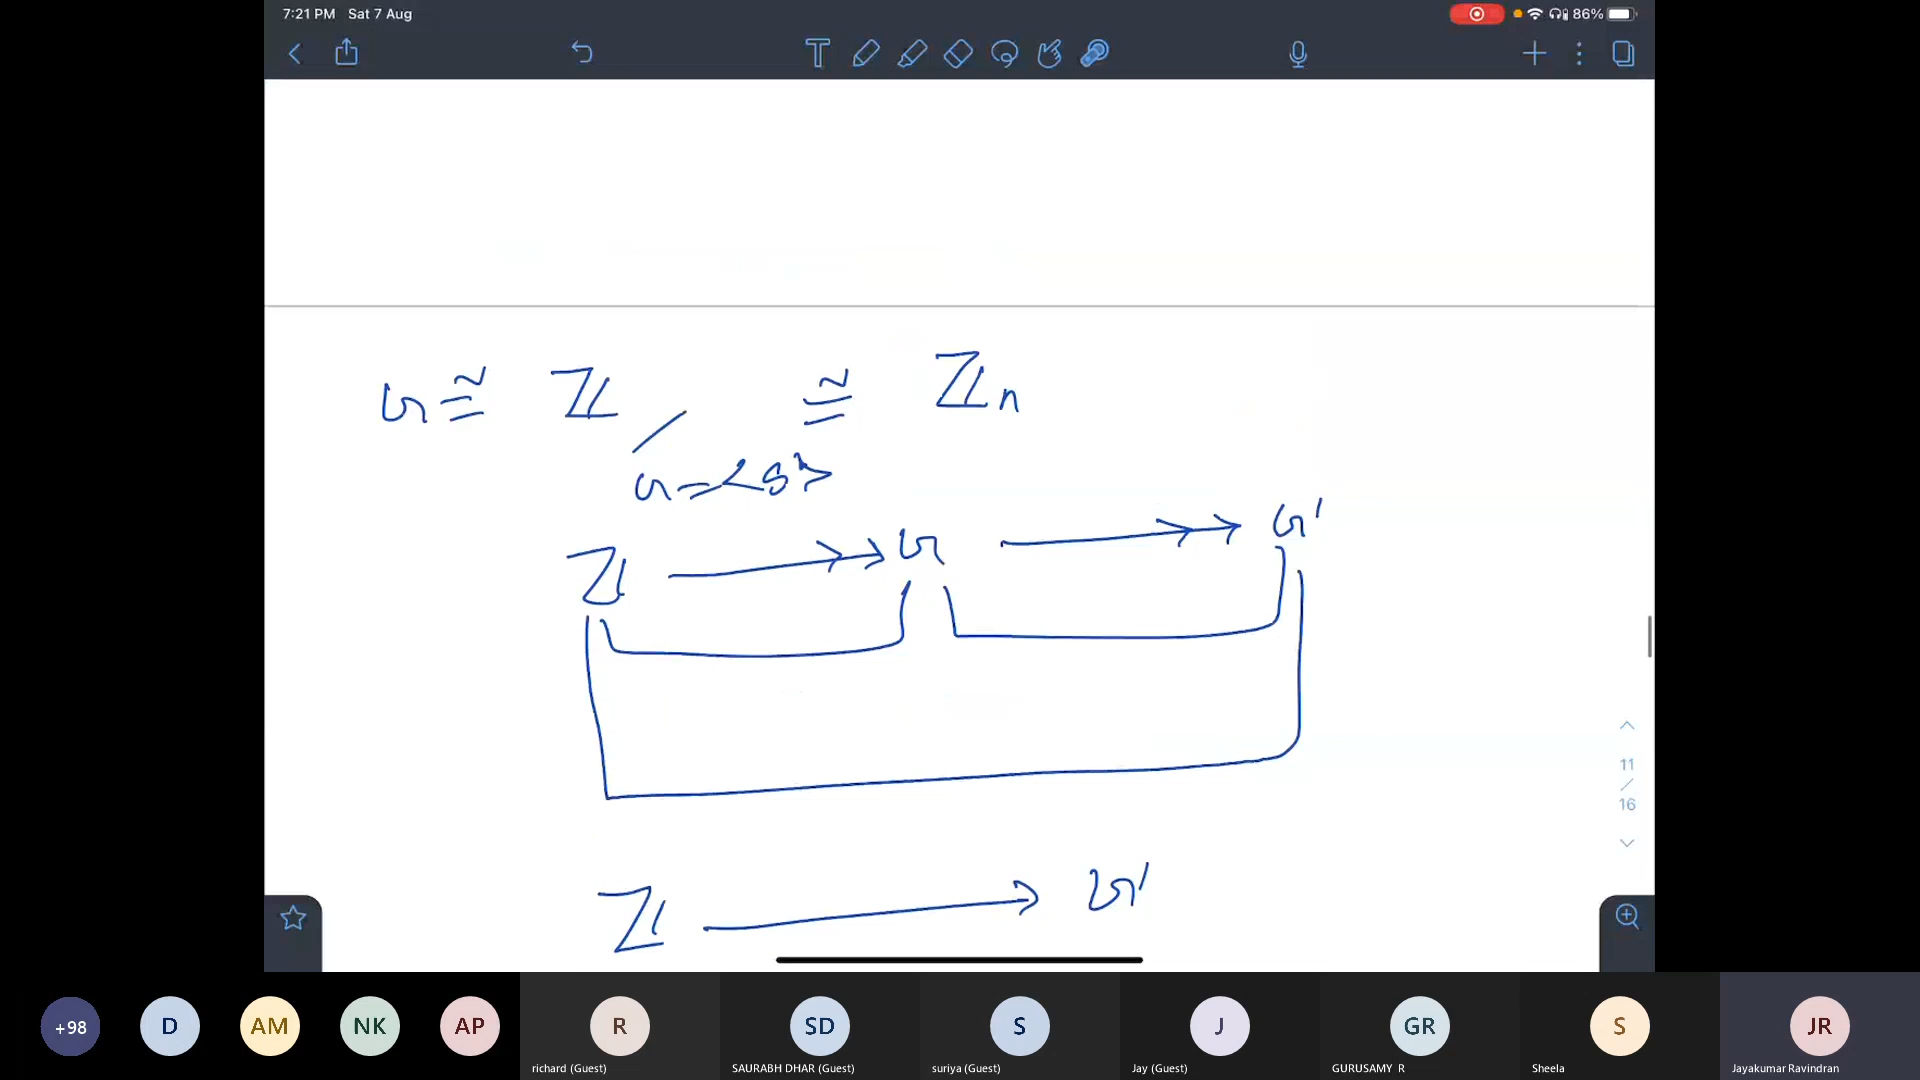 7:21 PM Sat 7 Aug 86%
G ≅ ℤ ≅ ℤn
G = <s>
ℤ G G'
11
/
16
ℤ G'
+98 D AM NK AP R SD S J GR S JR
richard (Guest) SAURABH DHAR (Guest) suriya (Guest) Jay (Guest) GURUSAMY R Sheela Jayakumar Ravindran